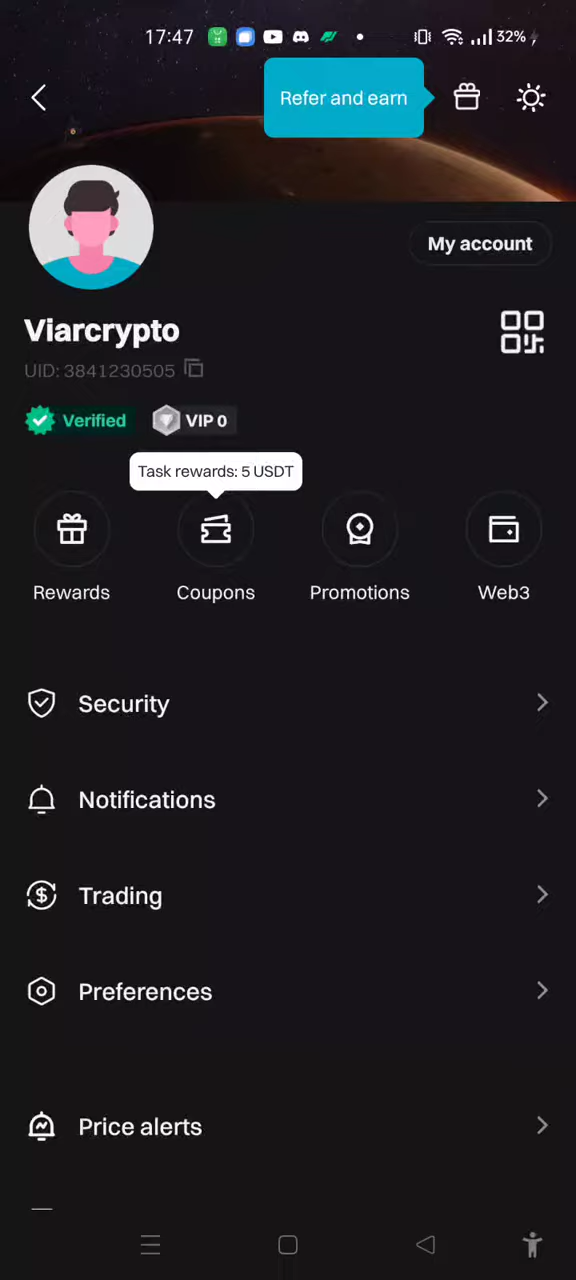 17:47
32%
Refer and earn
My account
Viarcrypto
UID: 3841230505
Verified
VIP 0
Task rewards: 5 USDT
Rewards
Coupons
Promotions
Web3
Security
Notifications
Trading
Preferences
Price alerts